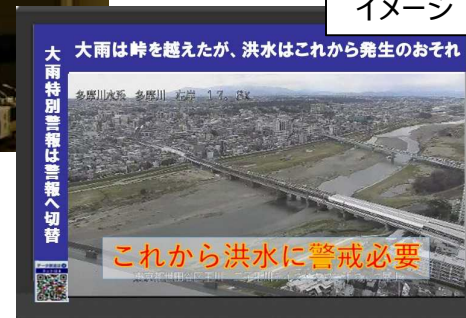 イメージ
大雨は峠を越えたが、洪水はこれから発生のおそれ
大雨特別警報は警報へ切替
多摩川水系 多摩川 左岸
これから洪水に警戒必要